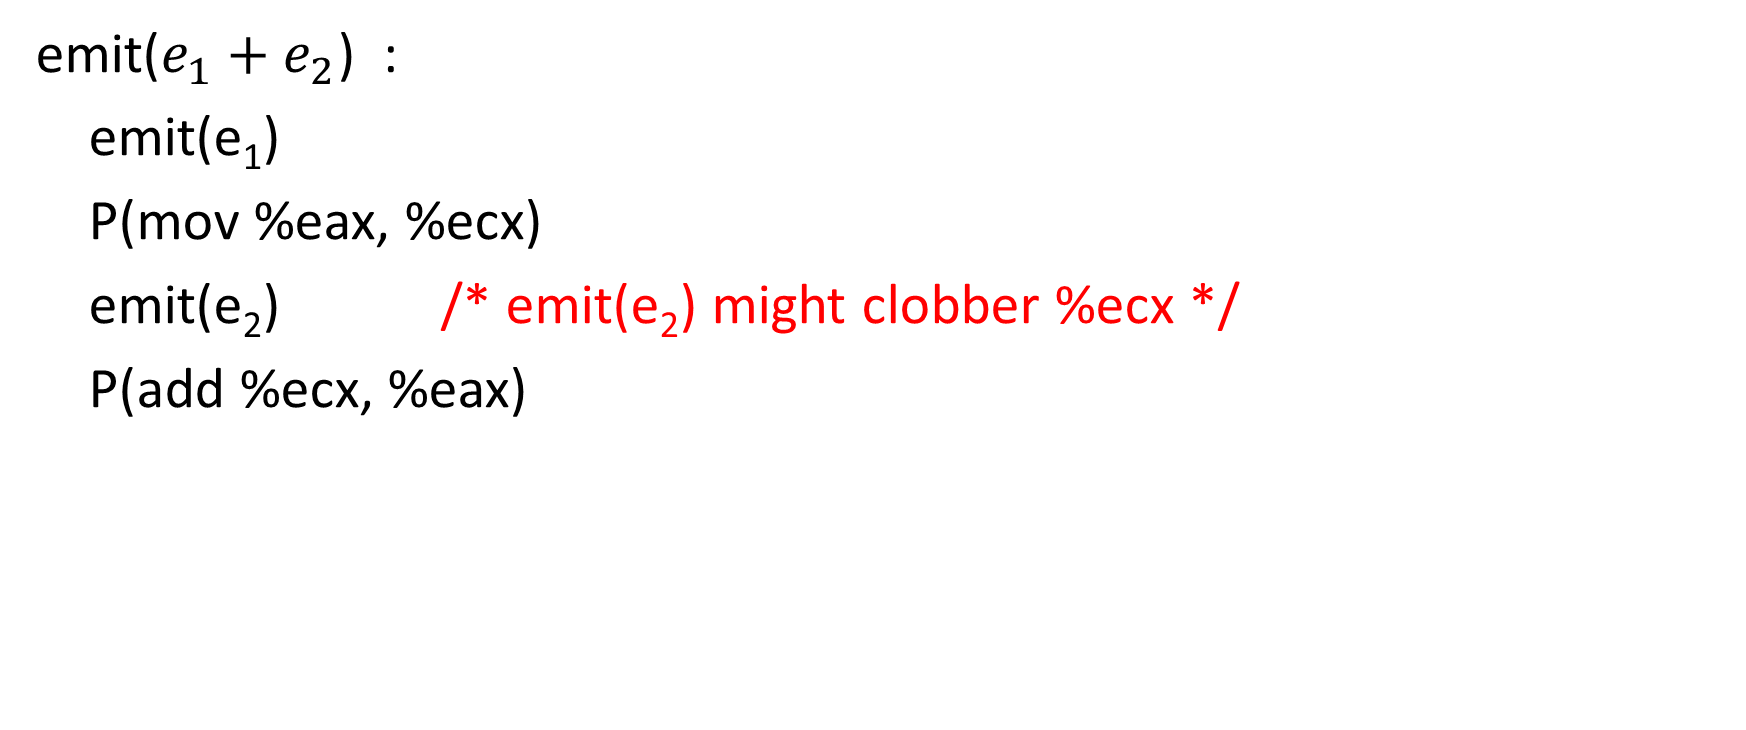 emit(𝑒₁ + 𝑒₂) :
emit(e₁)
P(mov %eax, %ecx)
emit(e₂) /* emit(e₂) might clobber %ecx */
P(add %ecx, %eax)